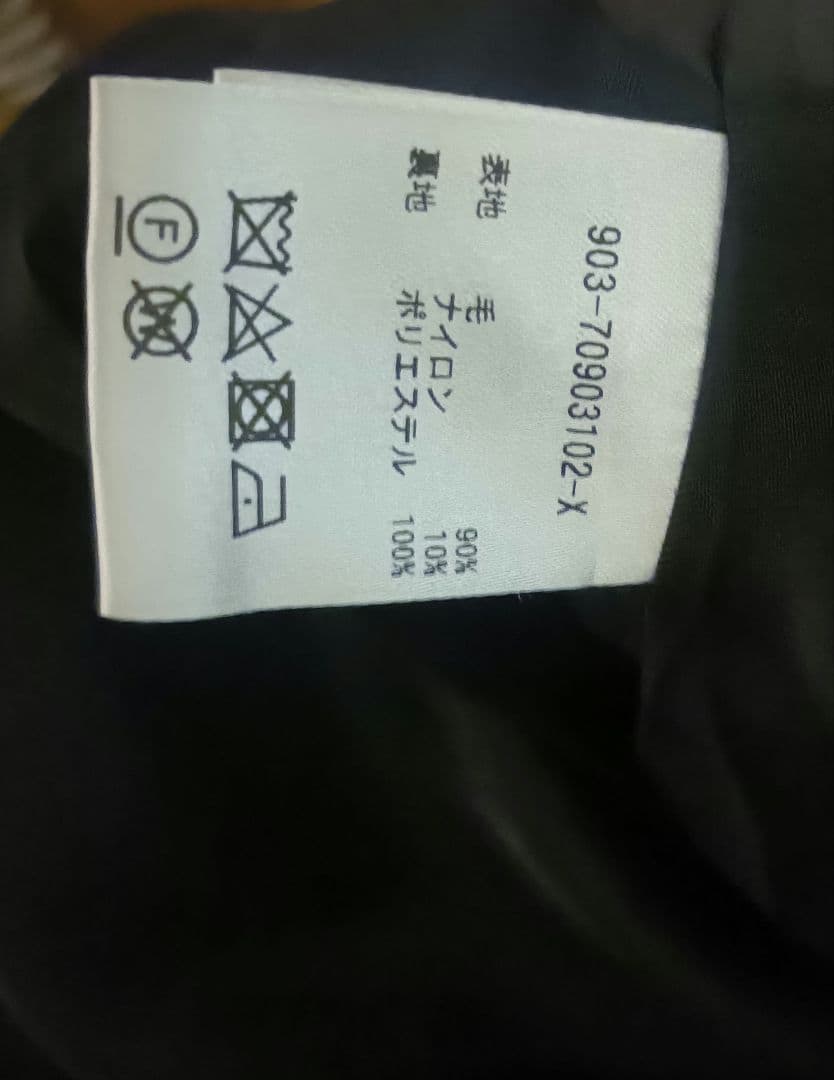 903-70903102-X
表地 毛 90%
ナイロン 10%
裏地 ポリエステル 100%
F
W